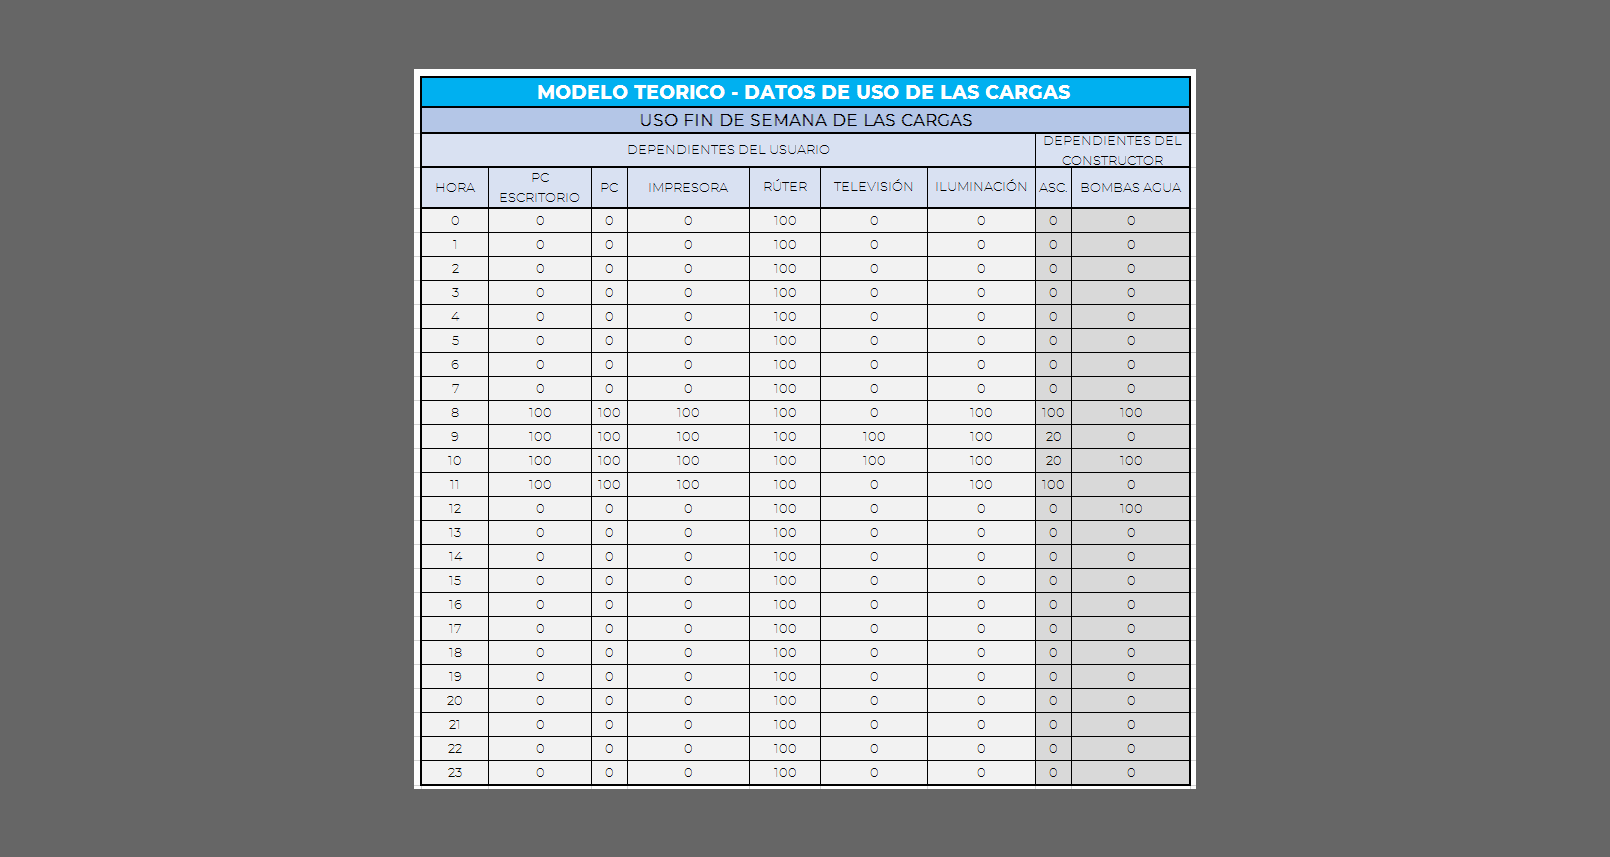 MODELO TEORICO - DATOS DE USO DE LAS CARGAS
USO FIN DE SEMANA DE LAS CARGAS
DEPENDIENTES DEL USUARIO
DEPENDIENTES DEL
CONSTRUCTOR
HORA PC ESCRITORIO PC IMPRESORA RÚTER TELEVISIÓN ILUMINACIÓN ASC. BOMBAS AGUA
0 0 0 0 100 0 0 0 0
1 0 0 0 100 0 0 0 0
2 0 0 0 100 0 0 0 0
3 0 0 0 100 0 0 0 0
4 0 0 0 100 0 0 0 0
5 0 0 0 100 0 0 0 0
6 0 0 0 100 0 0 0 0
7 0 0 0 100 0 0 0 0
8 100 100 100 100 0 100 100 100
9 100 100 100 100 100 100 20 0
10 100 100 100 100 100 100 20 100
11 100 100 100 100 0 100 100 0
12 0 0 0 100 0 0 0 100
13 0 0 0 100 0 0 0 0
14 0 0 0 100 0 0 0 0
15 0 0 0 100 0 0 0 0
16 0 0 0 100 0 0 0 0
17 0 0 0 100 0 0 0 0
18 0 0 0 100 0 0 0 0
19 0 0 0 100 0 0 0 0
20 0 0 0 100 0 0 0 0
21 0 0 0 100 0 0 0 0
22 0 0 0 100 0 0 0 0
23 0 0 0 100 0 0 0 0